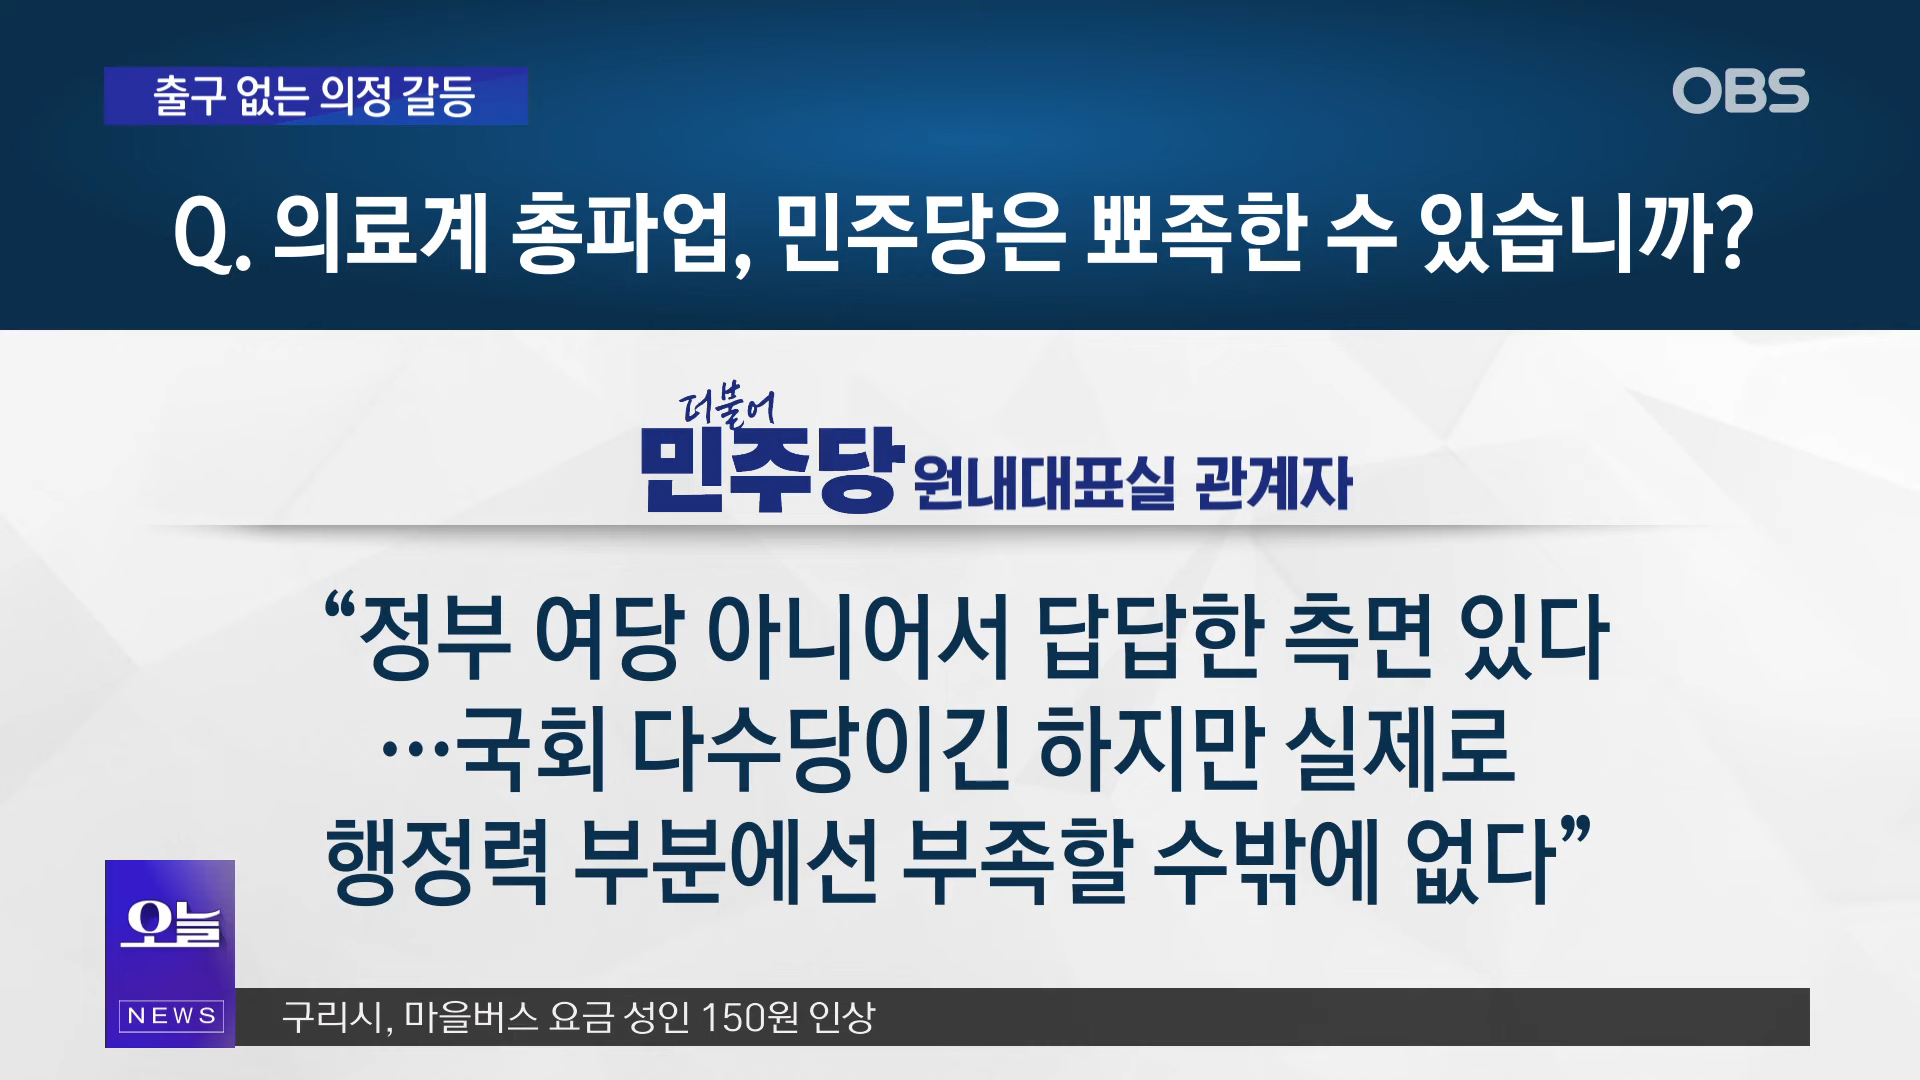 출구 없는 의정 갈등
OBS
Q. 의료계 총파업, 민주당은 뾰족한 수 있습니까?
더불어
민주당 원내대표실 관계자
“정부 여당 아니어서 답답한 측면 있다
…국회 다수당이긴 하지만 실제로
행정력 부분에선 부족할 수밖에 없다”
오늘
NEWS
구리시, 마을버스 요금 성인 150원 인상